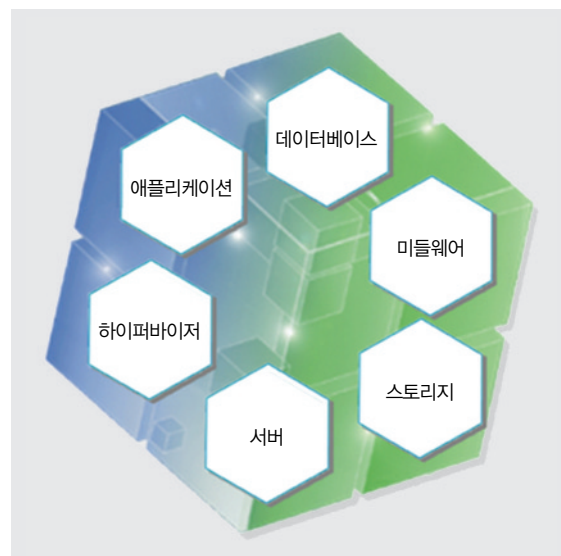 데이터베이스
애플리케이션
미들웨어
하이퍼바이저
스토리지
서버